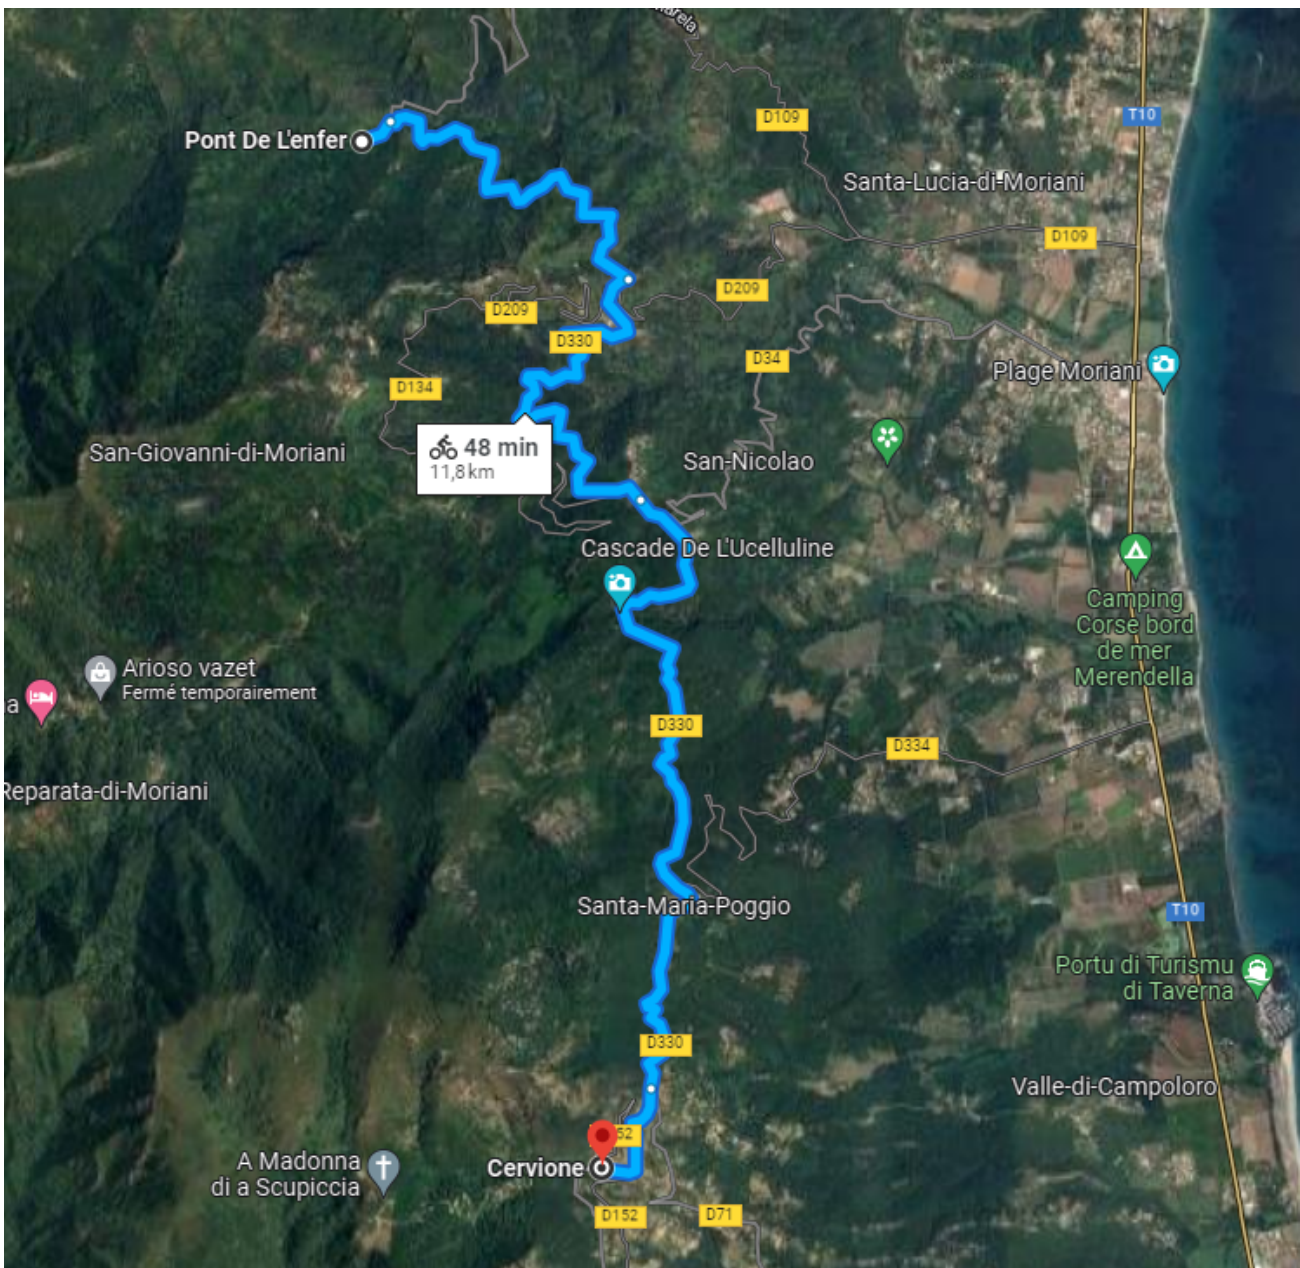 arela
D109
T10
Pont De L'enfer
Santa-Lucia-di-Moriani
D109
D209
D209
D330
D34
Plage Moriani
D134
48 min
11,8 km
San-Giovanni-di-Moriani
San-Nicolao
Cascade De L'Ucelluline
Camping
Corse bord
de mer
Merendella
Arioso vazet
Fermé temporairement
a
D330
D334
Reparata-di-Moriani
Santa-Maria-Poggio
T10
Portu di Turismu
di Taverna
D330
Valle-di-Campoloro
52
A Madonna
di a Scupiccia
Cervione
D152
D71